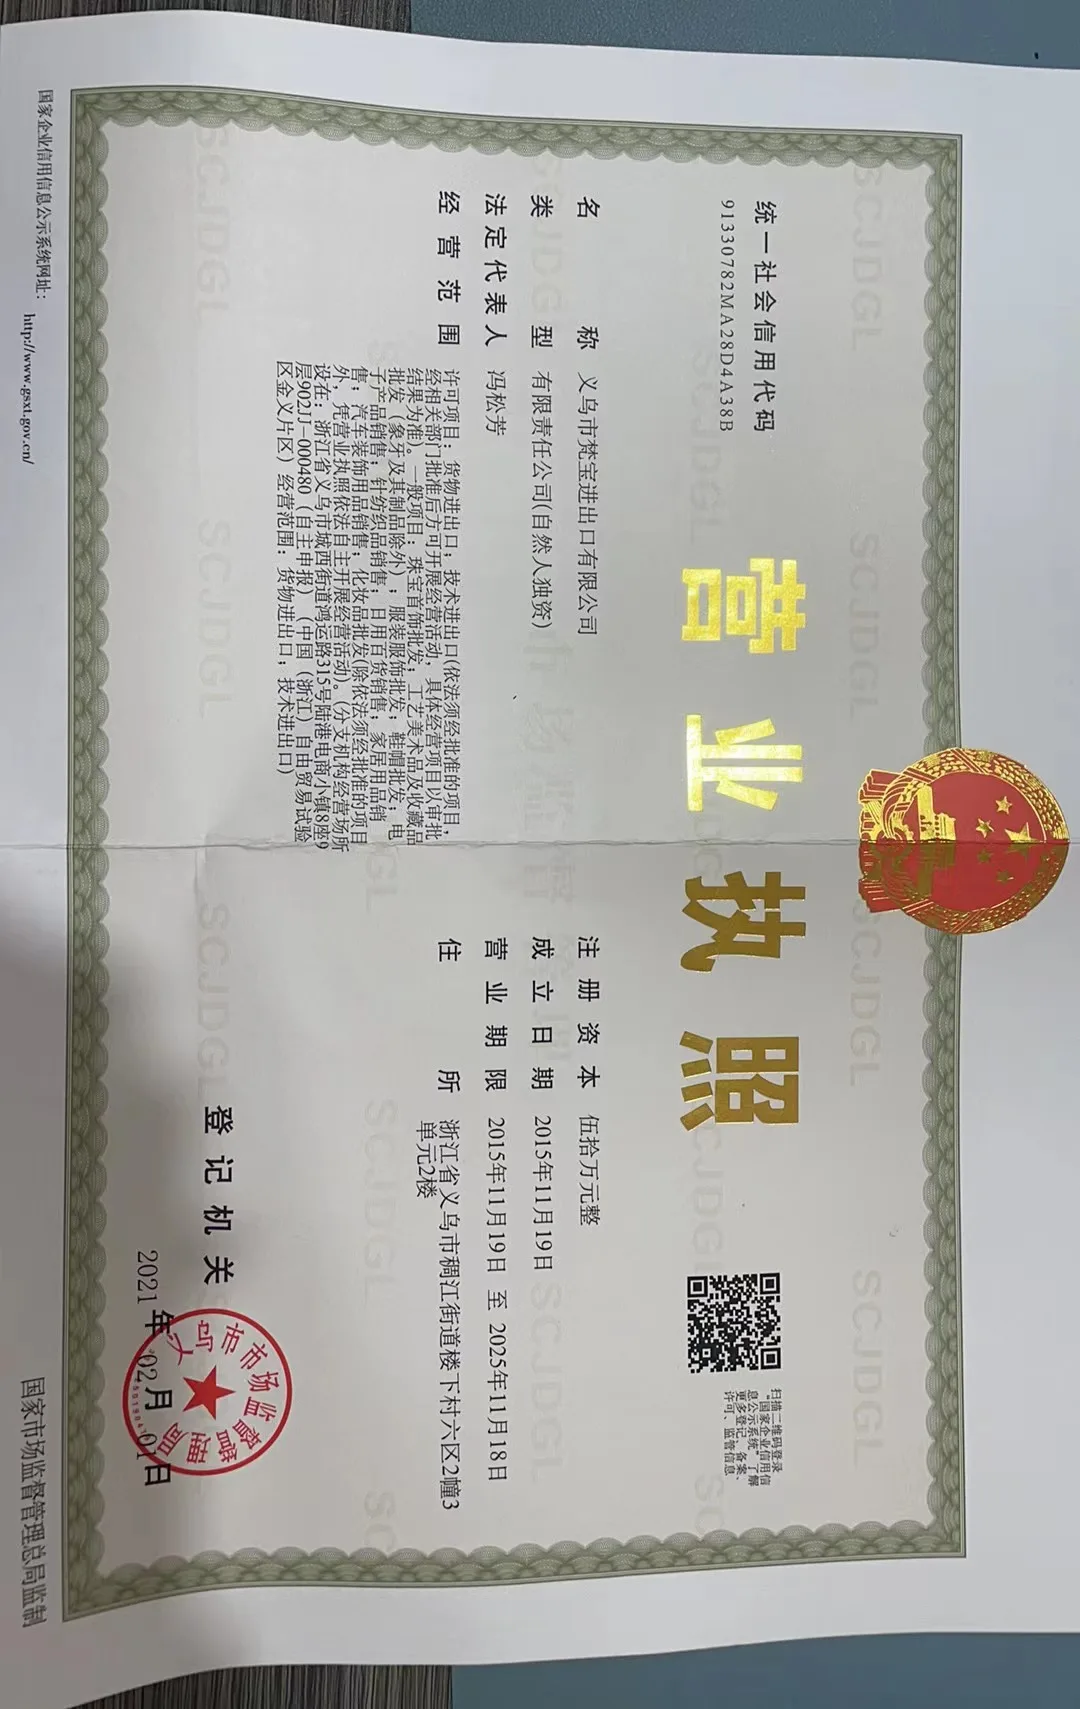 营业执照
统一社会信用代码
91330782MA28D4A38B
扫描二维码登录
“国家企业信用信
息公示系统”了解
更多登记、备案、
许可、监管信息
名称 义乌市梵宝进出口有限公司
类型 有限责任公司(自然人独资)
法定代表人 冯松芳
经营范围 许可项目：货物进出口；技术进出口(依法须经批准的项目，
经相关部门批准后方可开展经营活动，具体经营项目以审批
结果为准)。一般项目：珠宝首饰批发；工艺美术品及收藏品
批发（象牙及其制品除外）；服装服饰批发；鞋帽批发；电
子产品销售；针纺织品销售；日用百货销售；家居用品销
售；汽车装饰用品销售；化妆品批发(除依法须经批准的项目
外，凭营业执照依法自主开展经营活动)。（分支机构经营场所
设在：浙江省义乌市城西街道鸿运路315号陆港电商小镇8座9
层902JJ-000480（自主申报）（中国（浙江）自由贸易试验
区金义片区）经营范围：货物进出口；技术进出口）
注册资本 伍拾万元整
成立日期 2015年11月19日
营业期限 2015年11月19日 至 2025年11月18日
住所 浙江省义乌市稠江街道楼下村六区2幢3
单元2楼
登记机关
义乌市市场监督管理局
2021年02月01日
国家企业信用信息公示系统网址： http://www.gsxt.gov.cn/
国家市场监督管理总局监制